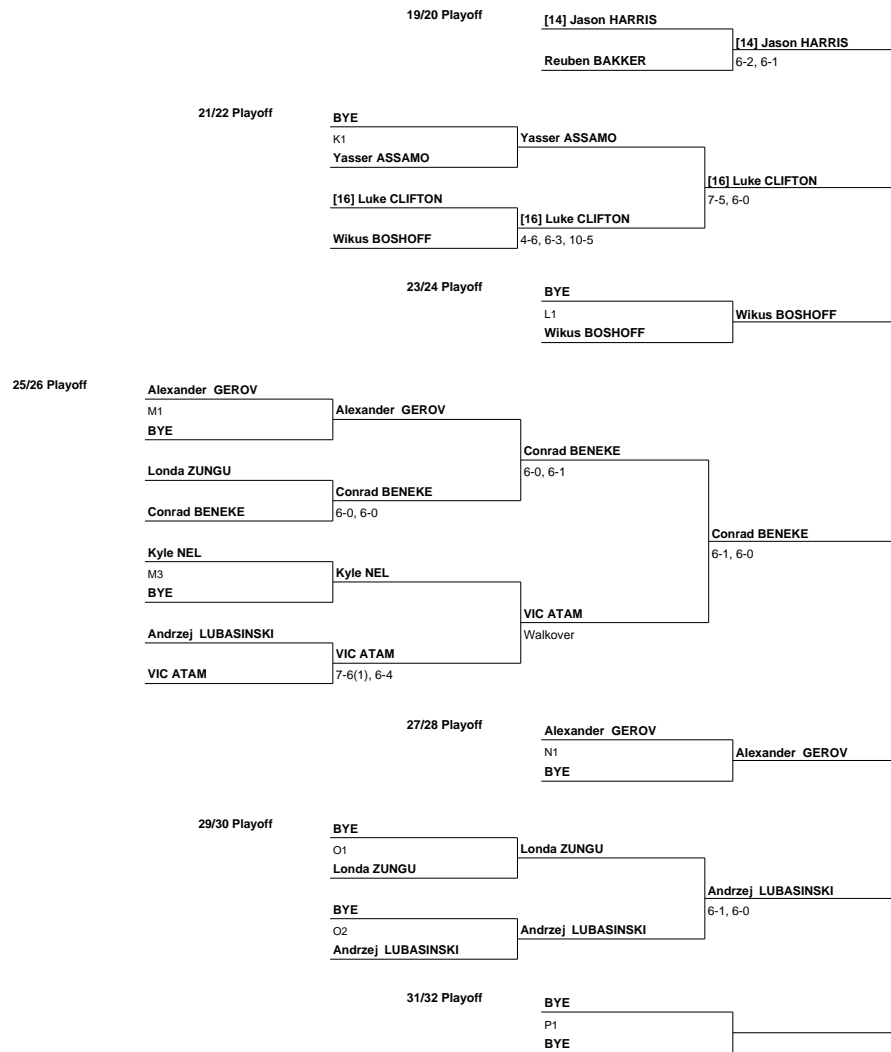 19/20 Playoff
[14] Jason HARRIS
[14] Jason HARRIS
Reuben BAKKER
6-2, 6-1
21/22 Playoff
BYE
K1
Yasser ASSAMO
Yasser ASSAMO
[16] Luke CLIFTON
7-5, 6-0
[16] Luke CLIFTON
[16] Luke CLIFTON
Wikus BOSHOFF
4-6, 6-3, 10-5
23/24 Playoff
BYE
L1
Wikus BOSHOFF
Wikus BOSHOFF
25/26 Playoff
Alexander GEROV
M1
Alexander GEROV
BYE
Conrad BENEKE
6-0, 6-1
Londa ZUNGU
Conrad BENEKE
Conrad BENEKE
6-0, 6-0
Conrad BENEKE
6-1, 6-0
Kyle NEL
M3
Kyle NEL
BYE
VIC ATAM
Walkover
Andrzej LUBASINSKI
VIC ATAM
VIC ATAM
7-6(1), 6-4
27/28 Playoff
Alexander GEROV
N1
Alexander GEROV
BYE
29/30 Playoff
BYE
O1
Londa ZUNGU
Londa ZUNGU
Andrzej LUBASINSKI
6-1, 6-0
BYE
O2
Andrzej LUBASINSKI
Andrzej LUBASINSKI
31/32 Playoff
BYE
P1
BYE